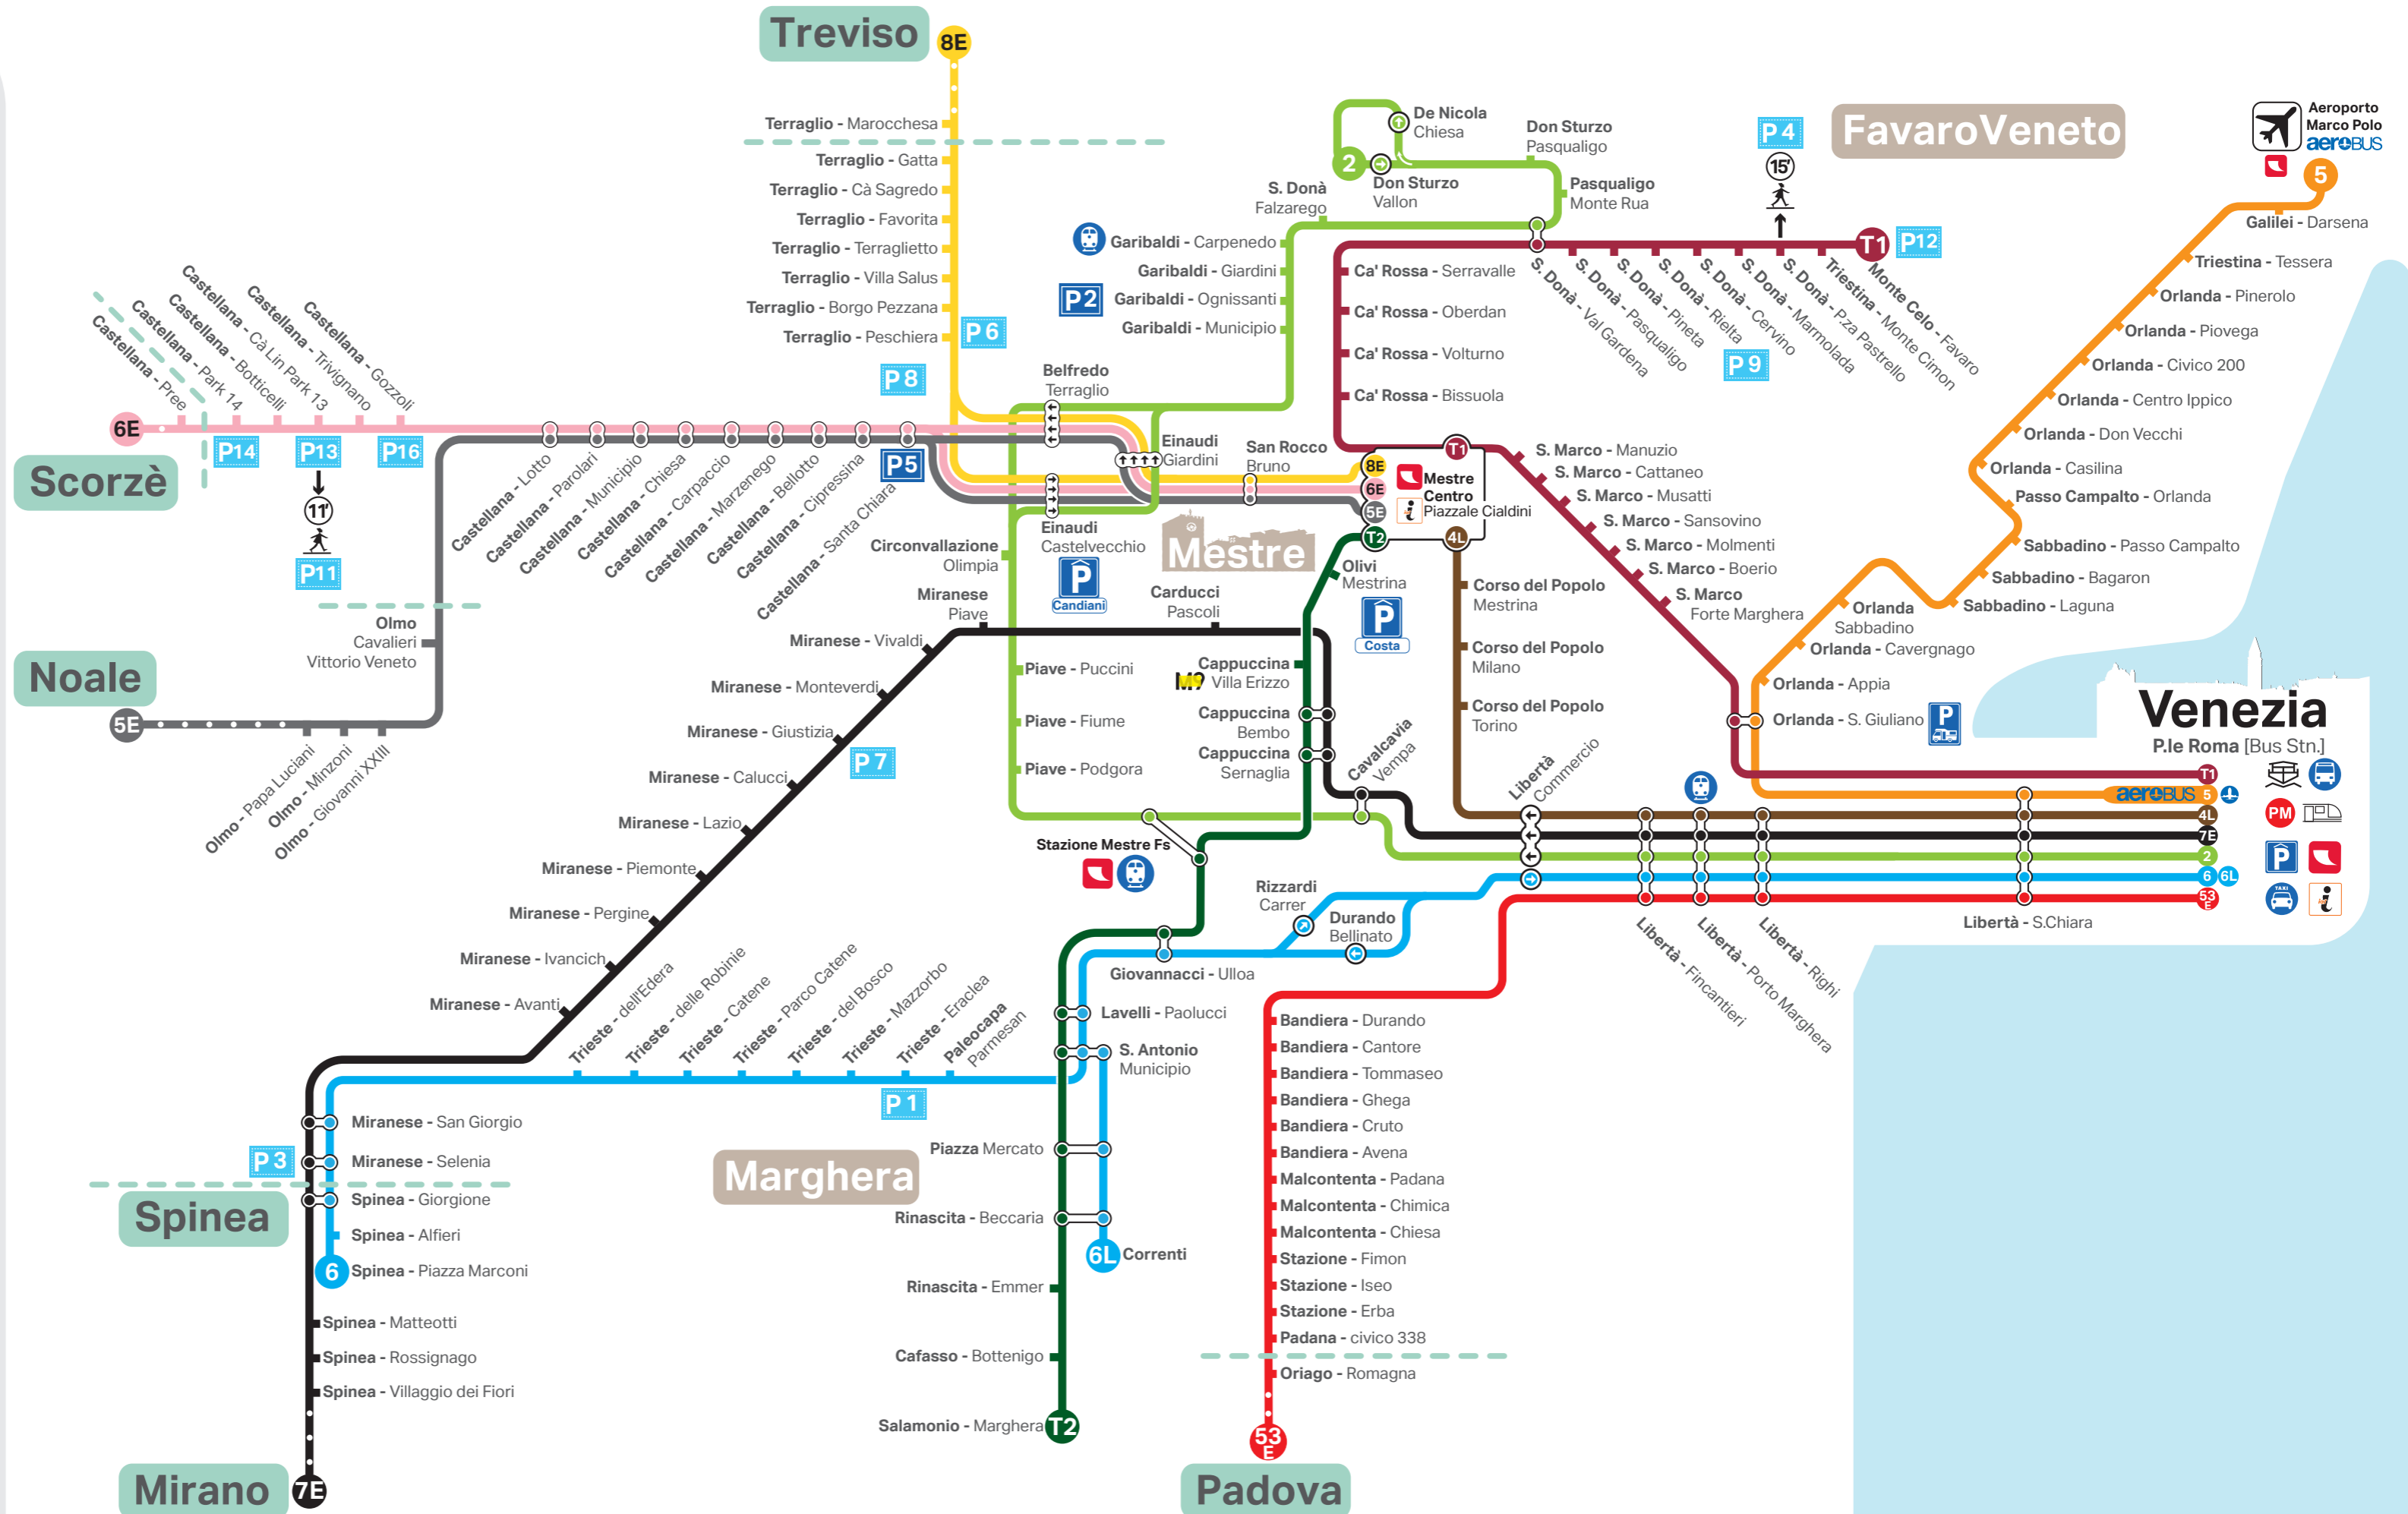 Treviso
8E
Terraglio - Marocchesa
Terraglio - Gatta
Terraglio - Cà Sagredo
Terraglio - Favorita
Terraglio - Terraglietto
Terraglio - Villa Salus
Terraglio - Borgo Pezzana
Terraglio - Peschiera
P6
P8
De Nicola
Chiesa
2
Don Sturzo
Vallon
Don Sturzo
Pasqualigo
Pasqualigo
Monte Rua
S. Donà
Falzarego
Garibaldi - Carpenedo
Garibaldi - Giardini
P2
Garibaldi - Ognissanti
Garibaldi - Municipio
P4
15'
FavaroVeneto
T1
P12
Ca' Rossa - Serravalle
Ca' Rossa - Oberdan
Ca' Rossa - Volturno
Ca' Rossa - Bissuola
S. Donà - Val Gardena
S. Donà - Pasqualigo
S. Donà - Pineta
S. Donà - Rielta
S. Donà - Cervino
S. Donà - Marmolada
S. Donà - P.za Pastrello
Triestina - Monte Cimon
Monte Celo - Favaro
P9
Aeroporto
Marco Polo
aeroBUS
5
Galilei - Darsena
Triestina - Tessera
Orlanda - Pinerolo
Orlanda - Piovega
Orlanda - Civico 200
Orlanda - Centro Ippico
Orlanda - Don Vecchi
Orlanda - Casilina
Passo Campalto - Orlanda
Sabbadino - Passo Campalto
Sabbadino - Bagaron
Sabbadino - Laguna
Orlanda
Sabbadino
Orlanda - Cavergnago
Orlanda - Appia
Orlanda - S. Giuliano
P
Castellana - Pree
Castellana - Park 14
Castellana - Botticelli
Castellana - Cà Lin Park 13
Castellana - Trivignano
Castellana - Gozzoli
6E
Scorzè
P14
P13
P16
11'
P11
Castellana - Lotto
Castellana - Parolari
Castellana - Municipio
Castellana - Chiesa
Castellana - Carpaccio
Castellana - Marzenego
Castellana - Bellotto
Castellana - Cipressina
Castellana - Santa Chiara
P5
Belfredo
Terraglio
Einaudi
Giardini
San Rocco
Bruno
Einaudi
Castelvecchio
P
Candiani
Mestre
8E
6E
5E
T2
T1
4L
Mestre
Centro
Piazzale Cialdini
Olivi
Mestrina
P
Costa
S. Marco - Manuzio
S. Marco - Cattaneo
S. Marco - Musatti
S. Marco - Sansovino
S. Marco - Molmenti
S. Marco - Boerio
S. Marco
Forte Marghera
Corso del Popolo
Mestrina
Corso del Popolo
Milano
Corso del Popolo
Torino
Olmo
Cavalieri
Vittorio Veneto
Noale
5E
Olmo - Papa Luciani
Olmo - Minzoni
Olmo - Giovanni XXIII
Circonvallazione
Olimpia
Miranese
Piave
Carducci
Pascoli
Miranese - Vivaldi
Miranese - Monteverdi
Miranese - Giustizia
P7
Miranese - Calucci
Miranese - Lazio
Miranese - Piemonte
Miranese - Pergine
Miranese - Ivancich
Miranese - Avanti
Piave - Puccini
Piave - Fiume
Piave - Podgora
Cappuccina
M9 Villa Erizzo
Cappuccina
Bembo
Cappuccina
Sernaglia
Cavalcavia
Vempa
Libertà
Commercio
Stazione Mestre Fs
Rizzardi
Carrer
Durando
Bellinato
Giovannacci - Ulloa
Lavelli - Paolucci
S. Antonio
Municipio
Libertà - Fincantieri
Libertà - Porto Marghera
Libertà - Righi
Libertà - S.Chiara
Venezia
P.le Roma [Bus Stn.]
T1
aeroBUS 5
4L
7E
2
6 6L
53E
PM
P
TAXI
Trieste - dell'Edera
Trieste - delle Robinie
Trieste - Catene
Trieste - Parco Catene
Trieste - del Bosco
Trieste - Mazzorbo
Trieste - Eraclea
Paleocapa
Parmesan
P1
Marghera
Piazza Mercato
Rinascita - Beccaria
6L Correnti
Rinascita - Emmer
Cafasso - Bottenigo
Salamonio - Marghera T2
Miranese - San Giorgio
P3
Miranese - Selenia
Spinea
Spinea - Giorgione
Spinea - Alfieri
6 Spinea - Piazza Marconi
Spinea - Matteotti
Spinea - Rossignago
Spinea - Villaggio dei Fiori
Mirano
7E
Bandiera - Durando
Bandiera - Cantore
Bandiera - Tommaseo
Bandiera - Ghega
Bandiera - Cruto
Bandiera - Avena
Malcontenta - Padana
Malcontenta - Chimica
Malcontenta - Chiesa
Stazione - Fimon
Stazione - Iseo
Stazione - Erba
Padana - civico 338
Oriago - Romagna
53E
Padova